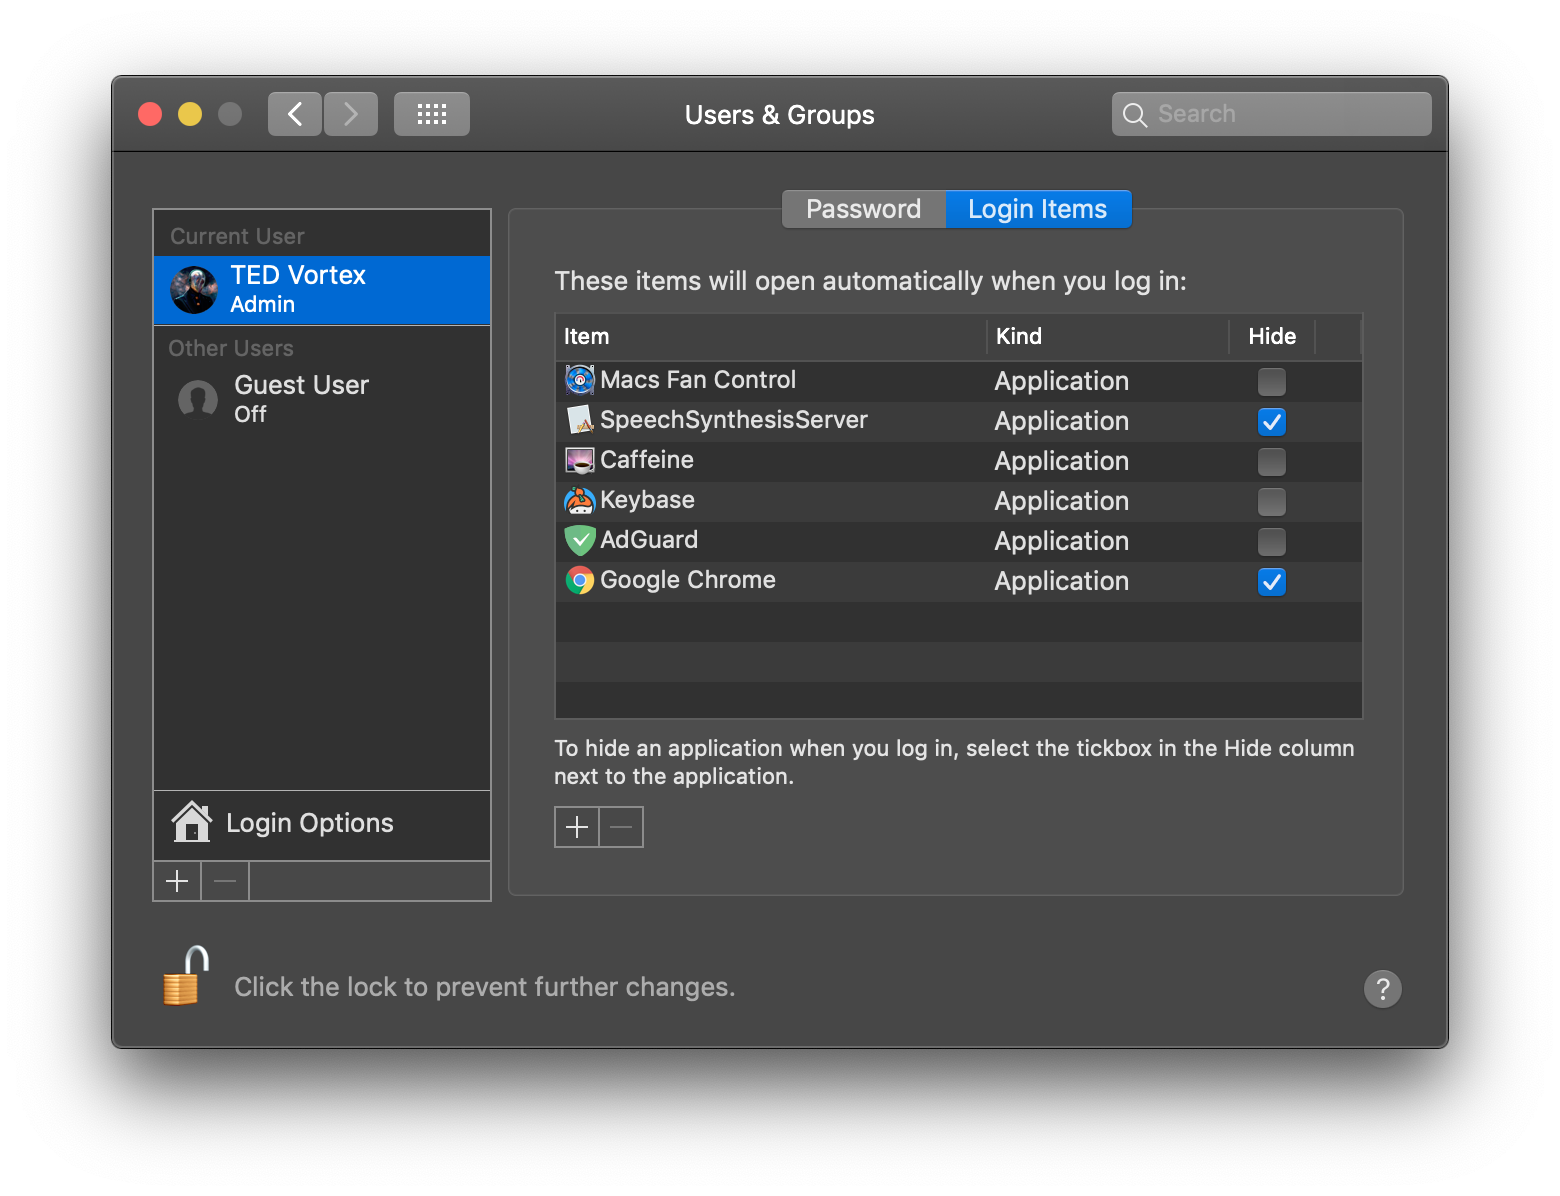 Users & Groups
Search
Current User
TED Vortex
Admin
Other Users
Guest User
Off
Login Options
Password
Login Items
These items will open automatically when you log in:
Item Kind Hide
Macs Fan Control Application
SpeechSynthesisServer Application
Caffeine Application
Keybase Application
AdGuard Application
Google Chrome Application
To hide an application when you log in, select the tickbox in the Hide column
next to the application.
Click the lock to prevent further changes.
?